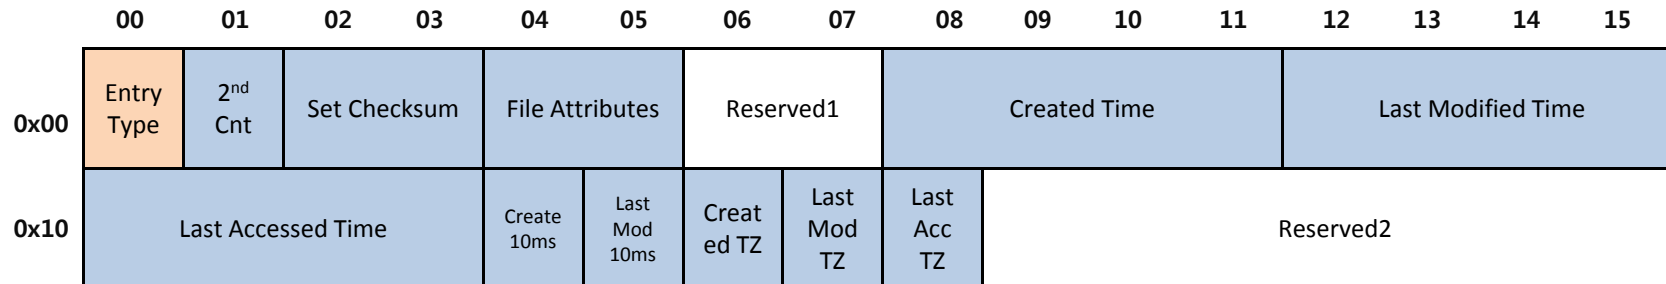 00 01 02 03 04 05 06 07 08 09 10 11 12 13 14 15
0x00
Entry
Type
2nd
Cnt
Set Checksum
File Attributes
Reserved1
Created Time
Last Modified Time
0x10
Last Accessed Time
Create
10ms
Last
Mod
10ms
Creat
ed TZ
Last
Mod
TZ
Last
Acc
TZ
Reserved2